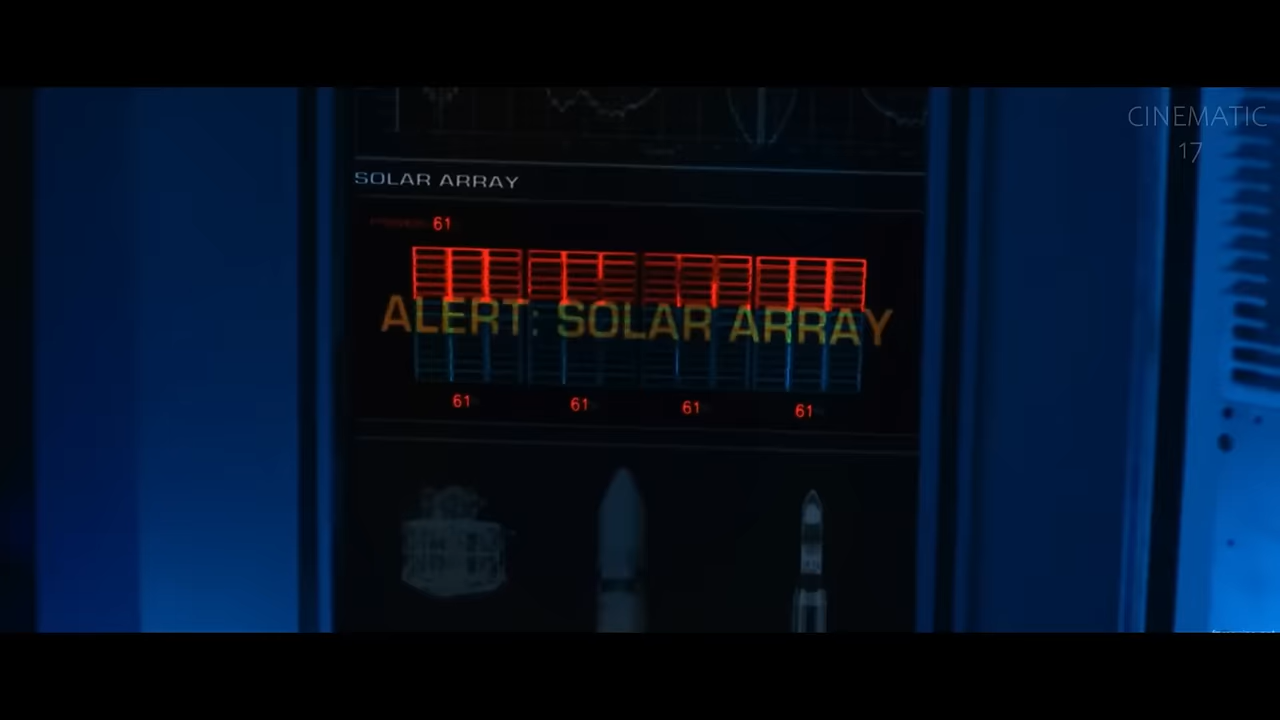 CINEMATIC
17
SOLAR ARRAY
61
ALERT: SOLAR ARRAY
61 61 61 61